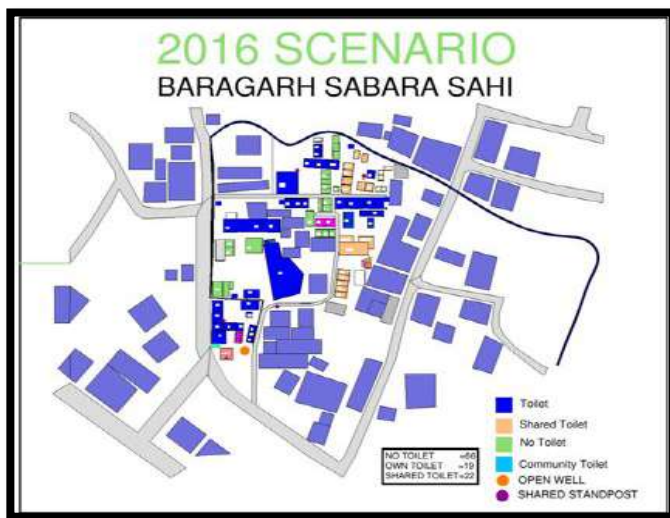 2016 SCENARIO
BARAGARH SABARA SAHI
Toilet
Shared Toilet
No Toilet
Community Toilet
OPEN WELL
SHARED STANDPOST
NO TOILET =66
OWN TOILET =19
SHARED TOILET=22